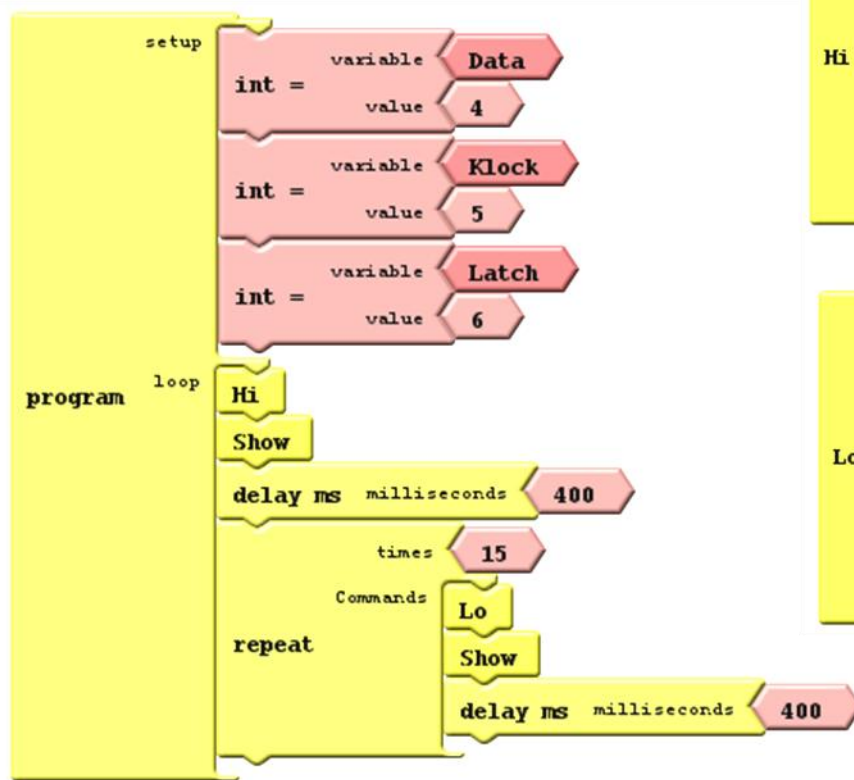 setup
int =
variable Data
value 4
int =
variable Klock
value 5
int =
variable Latch
value 6
program
loop
Hi
Show
delay ms milliseconds 400
repeat
times 15
Commands
Lo
Show
delay ms milliseconds 400
Hi
Lo